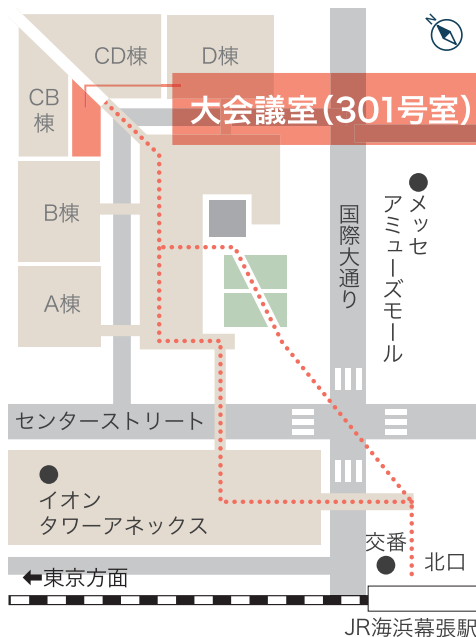 N
CD棟
D棟
CB
棟
大会議室(301号室)
B棟
A棟
国際大通り
メッセ
アミューズモール
センターストリート
イオン
タワーアネックス
交番
北口
東京方面
JR海浜幕張駅